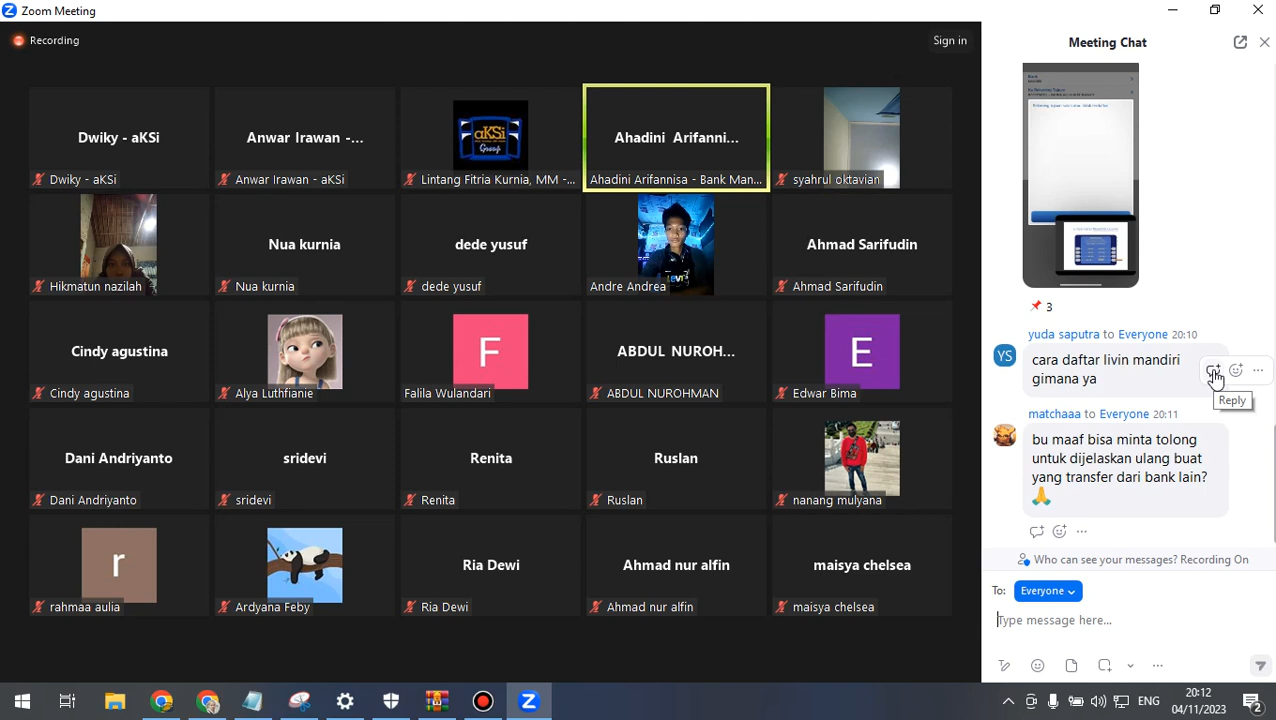 Zoom Meeting
Recording
Sign in
Dwiky - aKSi
Dwiky - aKSi
Anwar Irawan -...
Anwar Irawan - aKSi
aKSi
Group
Lintang Fitria Kurnia, MM -...
Ahadini Arifanni...
Ahadini Arifannisa - Bank Man...
syahrul oktavian
Hikmatun nazilah
Nua kurnia
Nua kurnia
dede yusuf
dede yusuf
Andre Andrea
Ahmad Sarifudin
Ahmad Sarifudin
Cindy agustina
Cindy agustina
Alya Luthfianie
F
Falila Wulandari
ABDUL NUROH...
ABDUL NUROHMAN
E
Edwar Bima
Dani Andriyanto
Dani Andriyanto
sridevi
sridevi
Renita
Renita
Ruslan
Ruslan
nanang mulyana
r
rahmaa aulia
Ardyana Feby
Ria Dewi
Ria Dewi
Ahmad nur alfin
Ahmad nur alfin
maisya chelsea
maisya chelsea
Meeting Chat
3
yuda saputra to Everyone 20:10
YS
cara daftar livin mandiri
gimana ya
Reply
matchaaa to Everyone 20:11
bu maaf bisa minta tolong
untuk dijelaskan ulang buat
yang transfer dari bank lain?
🙏
Who can see your messages? Recording On
To: Everyone
Type message here...
ENG
20:12
04/11/2023
2